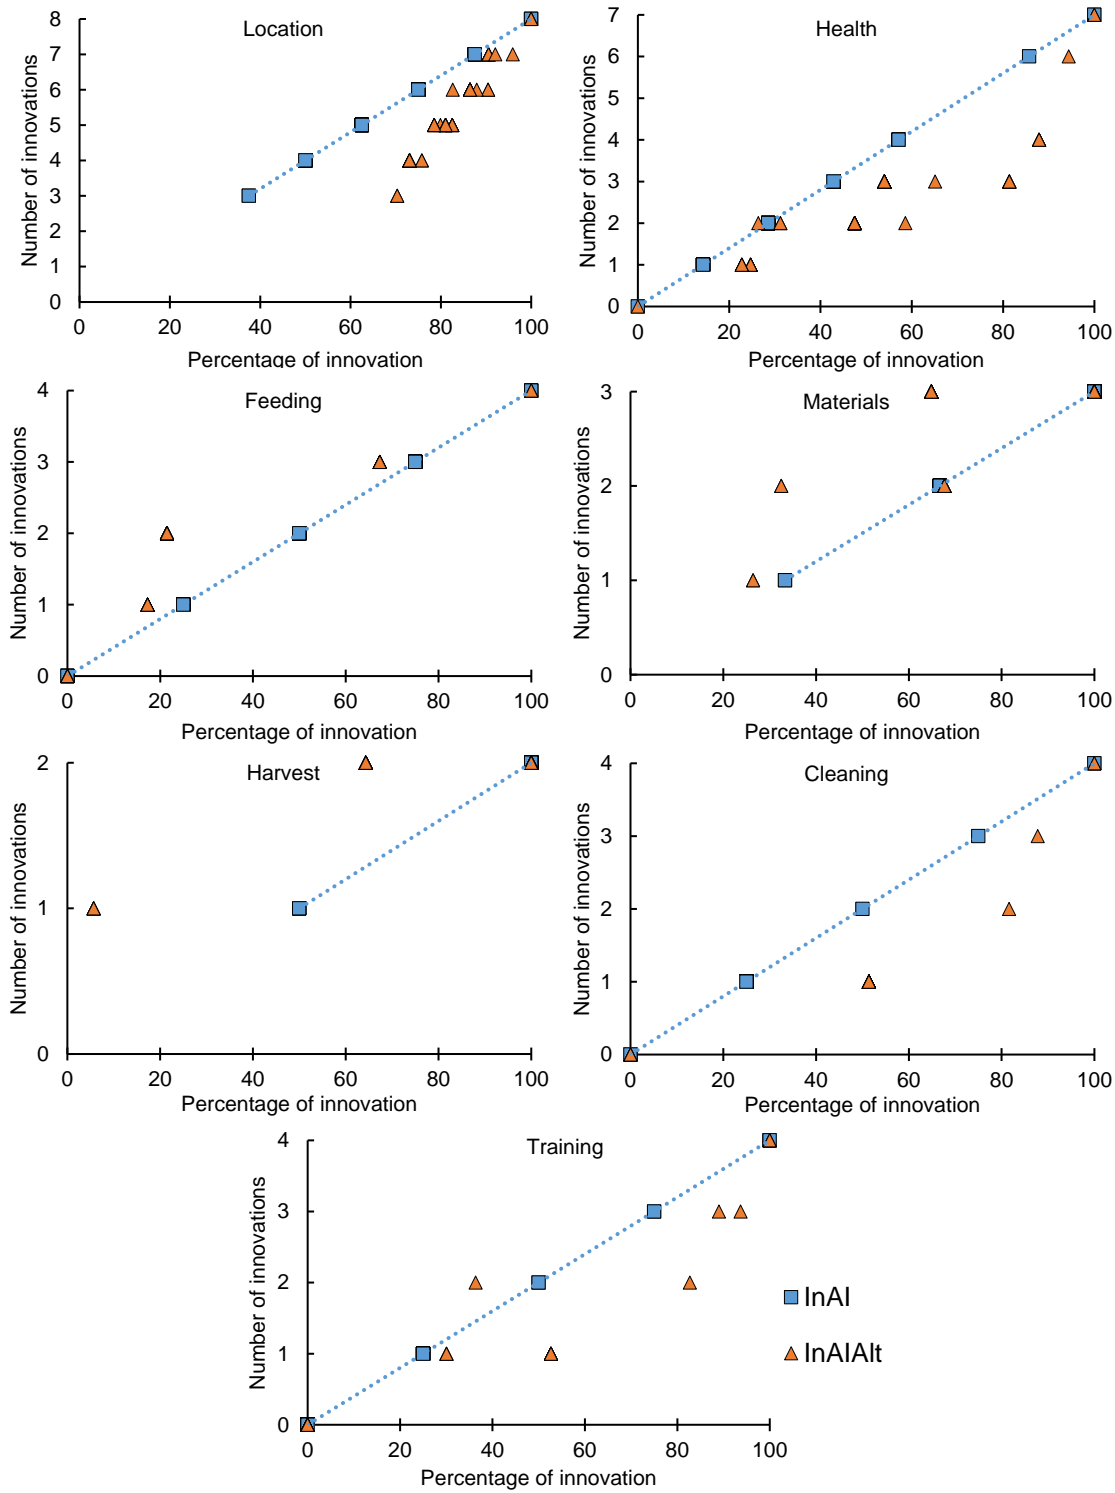 Location
Number of innovations
8
7
6
5
4
3
2
1
0
0 20 40 60 80 100
Percentage of innovation
Health
Number of innovations
7
6
5
4
3
2
1
0
0 20 40 60 80 100
Percentage of innovation
Feeding
Number of innovations
4
3
2
1
0
0 20 40 60 80 100
Percentage of innovation
Materials
Number of innovations
3
2
1
0
0 20 40 60 80 100
Percentage of innovation
Harvest
Number of innovations
2
1
0
0 20 40 60 80 100
Percentage of innovation
Cleaning
Number of innovations
4
3
2
1
0
0 20 40 60 80 100
Percentage of innovation
Training
Number of innovations
4
3
2
1
0
0 20 40 60 80 100
Percentage of innovation
InAI
InAIAlt